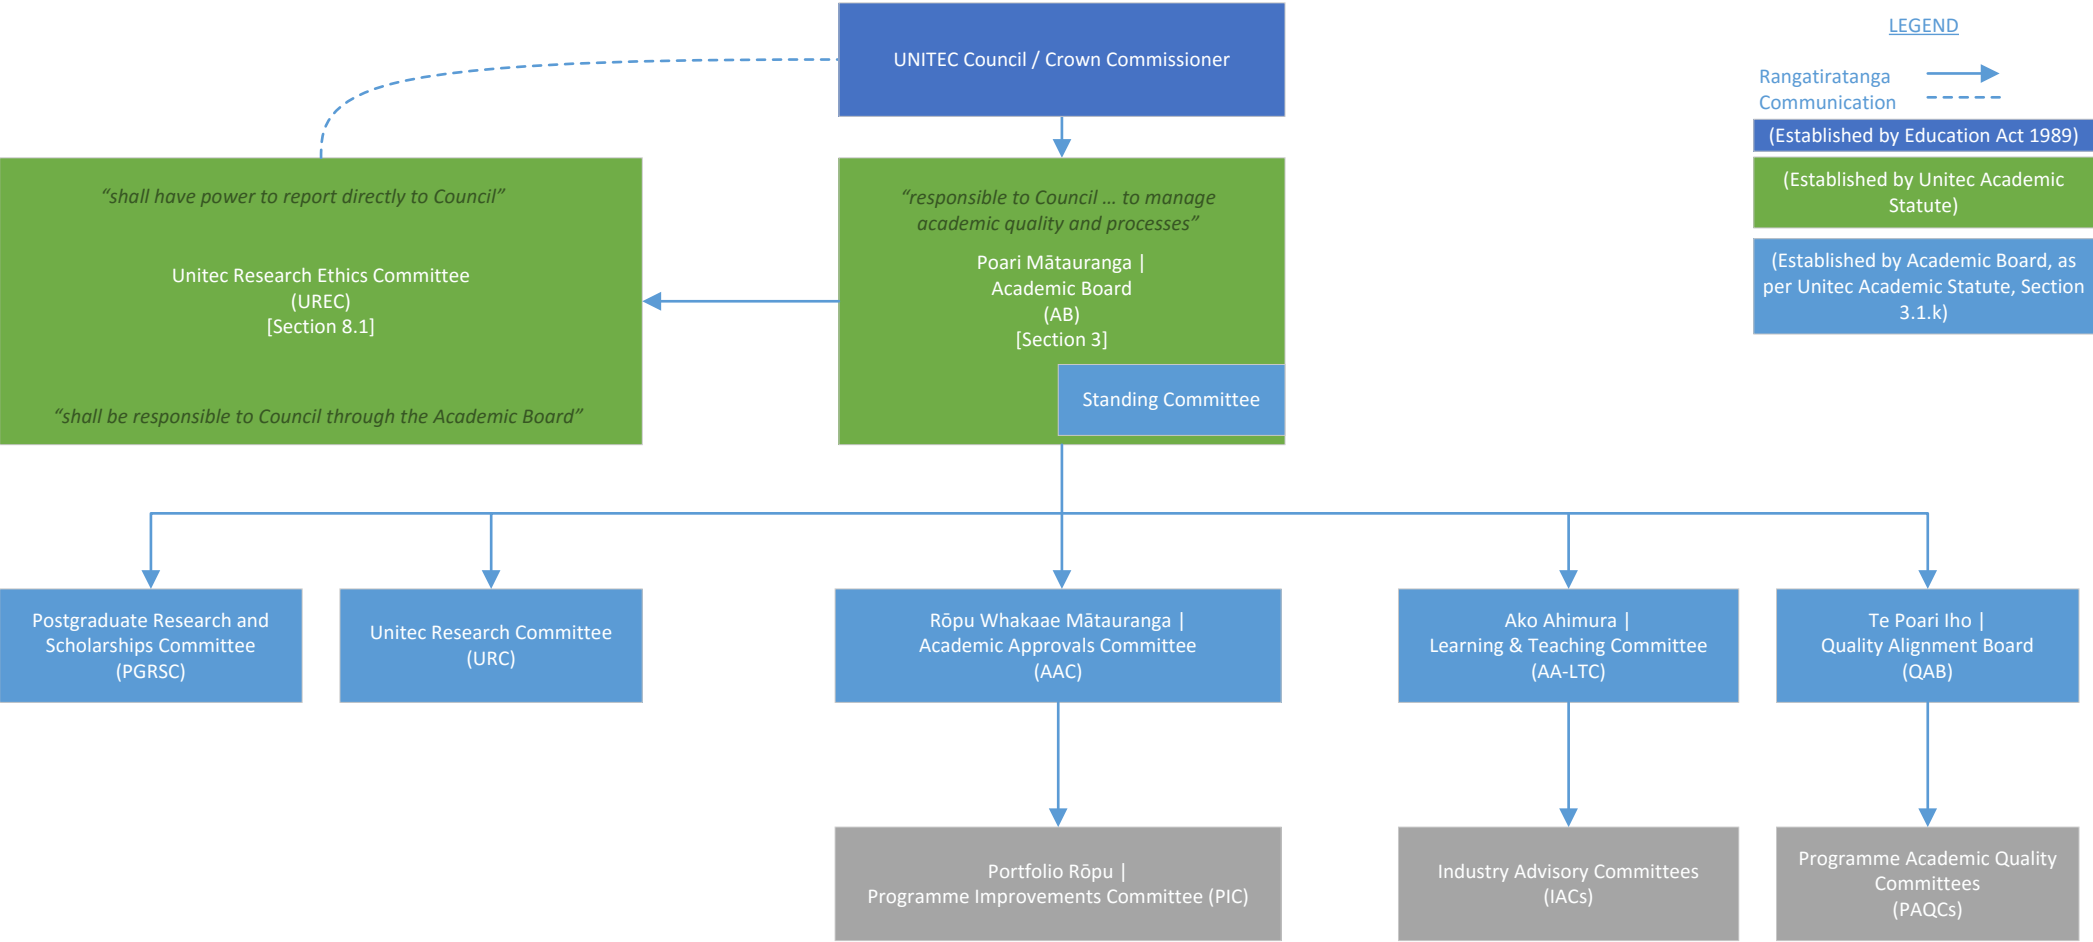 UNITEC Council / Crown Commissioner
LEGEND
Rangatiratanga
Communication
(Established by Education Act 1989)
(Established by Unitec Academic
Statute)
(Established by Academic Board, as
per Unitec Academic Statute, Section
3.1.k)
“shall have power to report directly to Council”
Unitec Research Ethics Committee
(UREC)
[Section 8.1]
“shall be responsible to Council through the Academic Board”
“responsible to Council … to manage
academic quality and processes”
Poari Mātauranga |
Academic Board
(AB)
[Section 3]
Standing Committee
Postgraduate Research and
Scholarships Committee
(PGRSC)
Unitec Research Committee
(URC)
Rōpu Whakaae Mātauranga |
Academic Approvals Committee
(AAC)
Ako Ahimura |
Learning & Teaching Committee
(AA-LTC)
Te Poari Iho |
Quality Alignment Board
(QAB)
Portfolio Rōpu |
Programme Improvements Committee (PIC)
Industry Advisory Committees
(IACs)
Programme Academic Quality
Committees
(PAQCs)